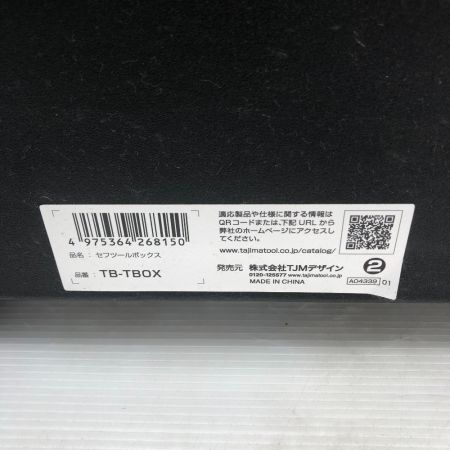 4 975364 268150
品名： セフツールボックス
品番： TB-TBOX
適応製品や仕様に関する情報は
QRコードまたは、下記 URL から
弊社のホームページにアクセスし
てください。
www.tajimatool.co.jp/catalog/
発売元 株式会社TJMデザイン
0120-125577 www.tajimatool.co.jp
MADE IN CHINA
2
A04339 01